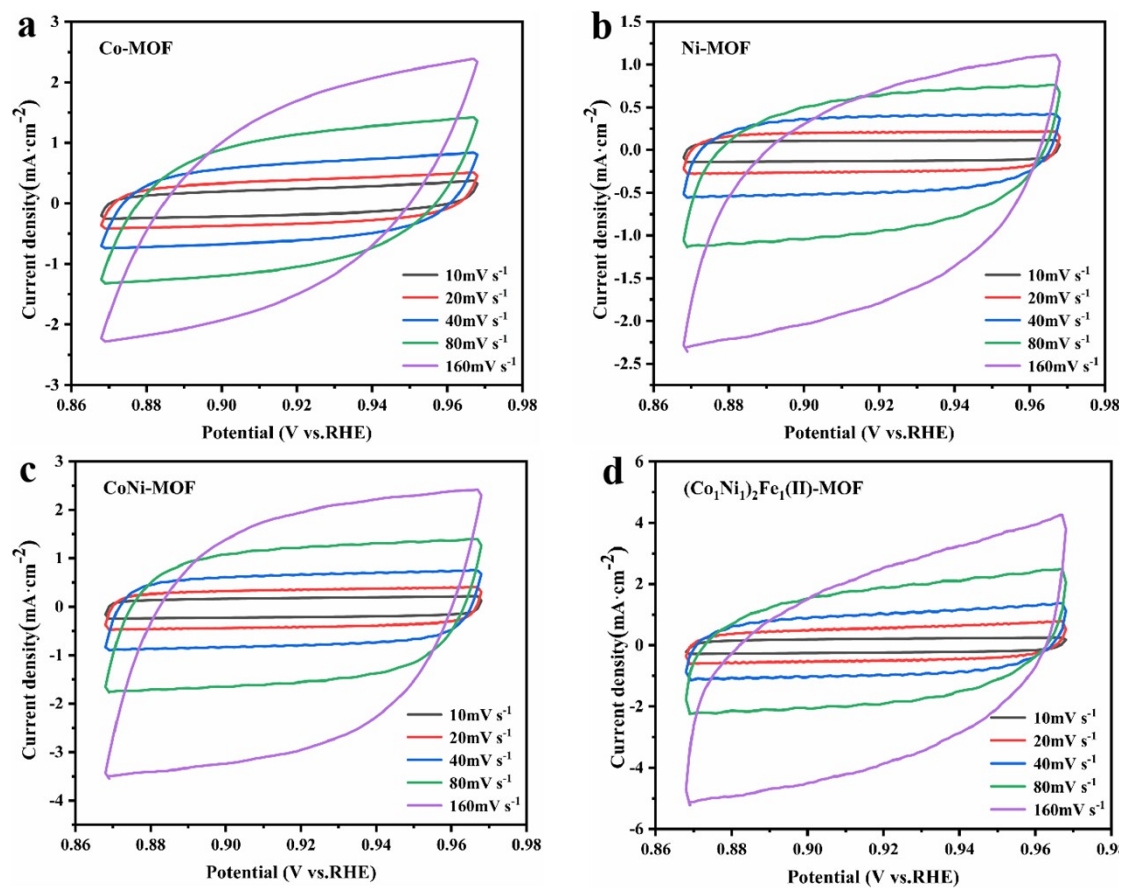 a
Co-MOF
3
2
1
0
-1
-2
-3
Current density(mA·cm⁻²)
10mV s⁻¹
20mV s⁻¹
40mV s⁻¹
80mV s⁻¹
160mV s⁻¹
0.86 0.88 0.90 0.92 0.94 0.96 0.98
Potential (V vs.RHE)
b
Ni-MOF
1.5
1.0
0.5
0.0
-0.5
-1.0
-1.5
-2.0
-2.5
Current density(mA·cm⁻²)
10mV s⁻¹
20mV s⁻¹
40mV s⁻¹
80mV s⁻¹
160mV s⁻¹
0.86 0.88 0.90 0.92 0.94 0.96 0.98
Potential (V vs.RHE)
c
CoNi-MOF
3
2
1
0
-1
-2
-3
-4
Current density(mA·cm⁻²)
10mV s⁻¹
20mV s⁻¹
40mV s⁻¹
80mV s⁻¹
160mV s⁻¹
0.86 0.88 0.90 0.92 0.94 0.96 0.98
Potential (V vs.RHE)
d
(Co₁Ni₁)₂Fe₁(II)-MOF
6
4
2
0
-2
-4
-6
Current density(mA·cm⁻²)
10mV s⁻¹
20mV s⁻¹
40mV s⁻¹
80mV s⁻¹
160mV s⁻¹
0.86 0.88 0.90 0.92 0.94 0.96
Potential (V vs.RHE)